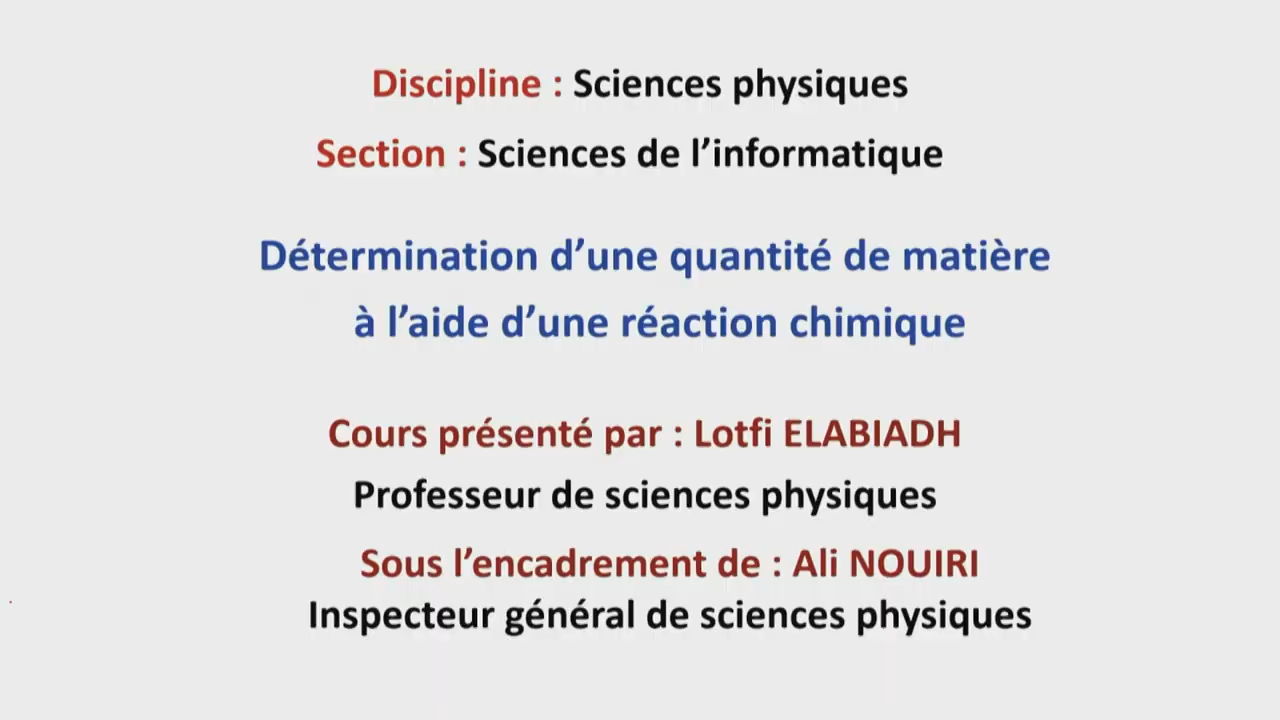 Discipline : Sciences physiques
Section : Sciences de l’informatique
Détermination d’une quantité de matière
à l’aide d’une réaction chimique
Cours présenté par : Lotfi ELABIADH
Professeur de sciences physiques
Sous l’encadrement de : Ali NOUIRI
Inspecteur général de sciences physiques